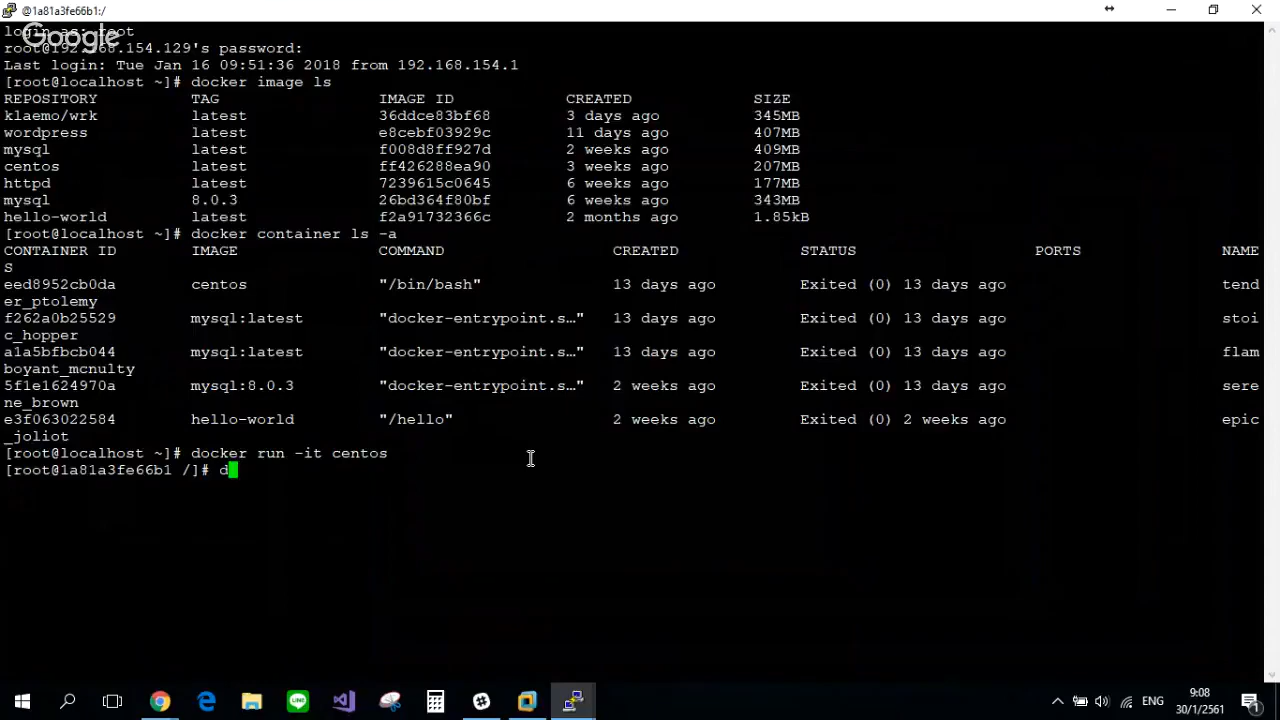 @1a81a3fe66b1:/
login as: root
Google
root@192.168.154.129's password:
Last login: Tue Jan 16 09:51:36 2018 from 192.168.154.1
[root@localhost ~]# docker image ls
REPOSITORY TAG IMAGE ID CREATED SIZE
klaemo/wrk latest 36ddce83bf68 3 days ago 345MB
wordpress latest e8cebf03929c 11 days ago 407MB
mysql latest f008d8ff927d 2 weeks ago 409MB
centos latest ff426288ea90 3 weeks ago 207MB
httpd latest 7239615c0645 6 weeks ago 177MB
mysql 8.0.3 26bd364f80bf 6 weeks ago 343MB
hello-world latest f2a91732366c 2 months ago 1.85kB
[root@localhost ~]# docker container ls -a
CONTAINER ID IMAGE COMMAND CREATED STATUS PORTS NAME
S
eed8952cb0da centos "/bin/bash" 13 days ago Exited (0) 13 days ago tend
er_ptolemy
f262a0b25529 mysql:latest "docker-entrypoint.s…" 13 days ago Exited (0) 13 days ago stoi
c_hopper
a1a5bfbcb044 mysql:latest "docker-entrypoint.s…" 13 days ago Exited (0) 13 days ago flam
boyant_mcnulty
5f1e1624970a mysql:8.0.3 "docker-entrypoint.s…" 2 weeks ago Exited (0) 13 days ago sere
ne_brown
e3f063022584 hello-world "/hello" 2 weeks ago Exited (0) 2 weeks ago epic
_joliot
[root@localhost ~]# docker run -it centos
[root@1a81a3fe66b1 /]# d
ENG
9:08
30/1/2561
1